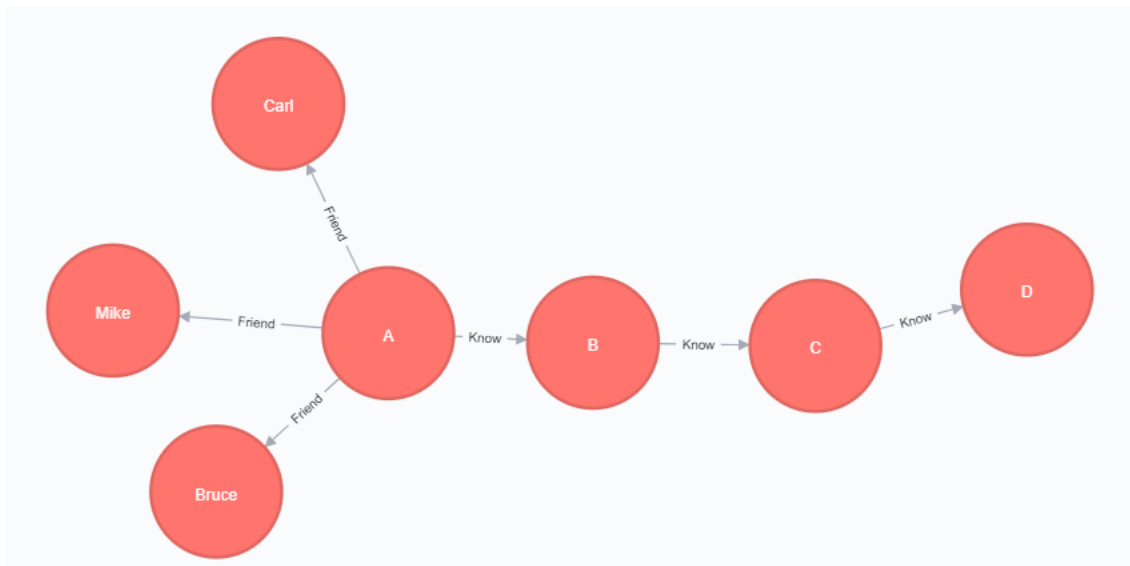 Carl
Friend
Mike
Friend
A
Know
B
Know
C
Know
D
Friend
Bruce